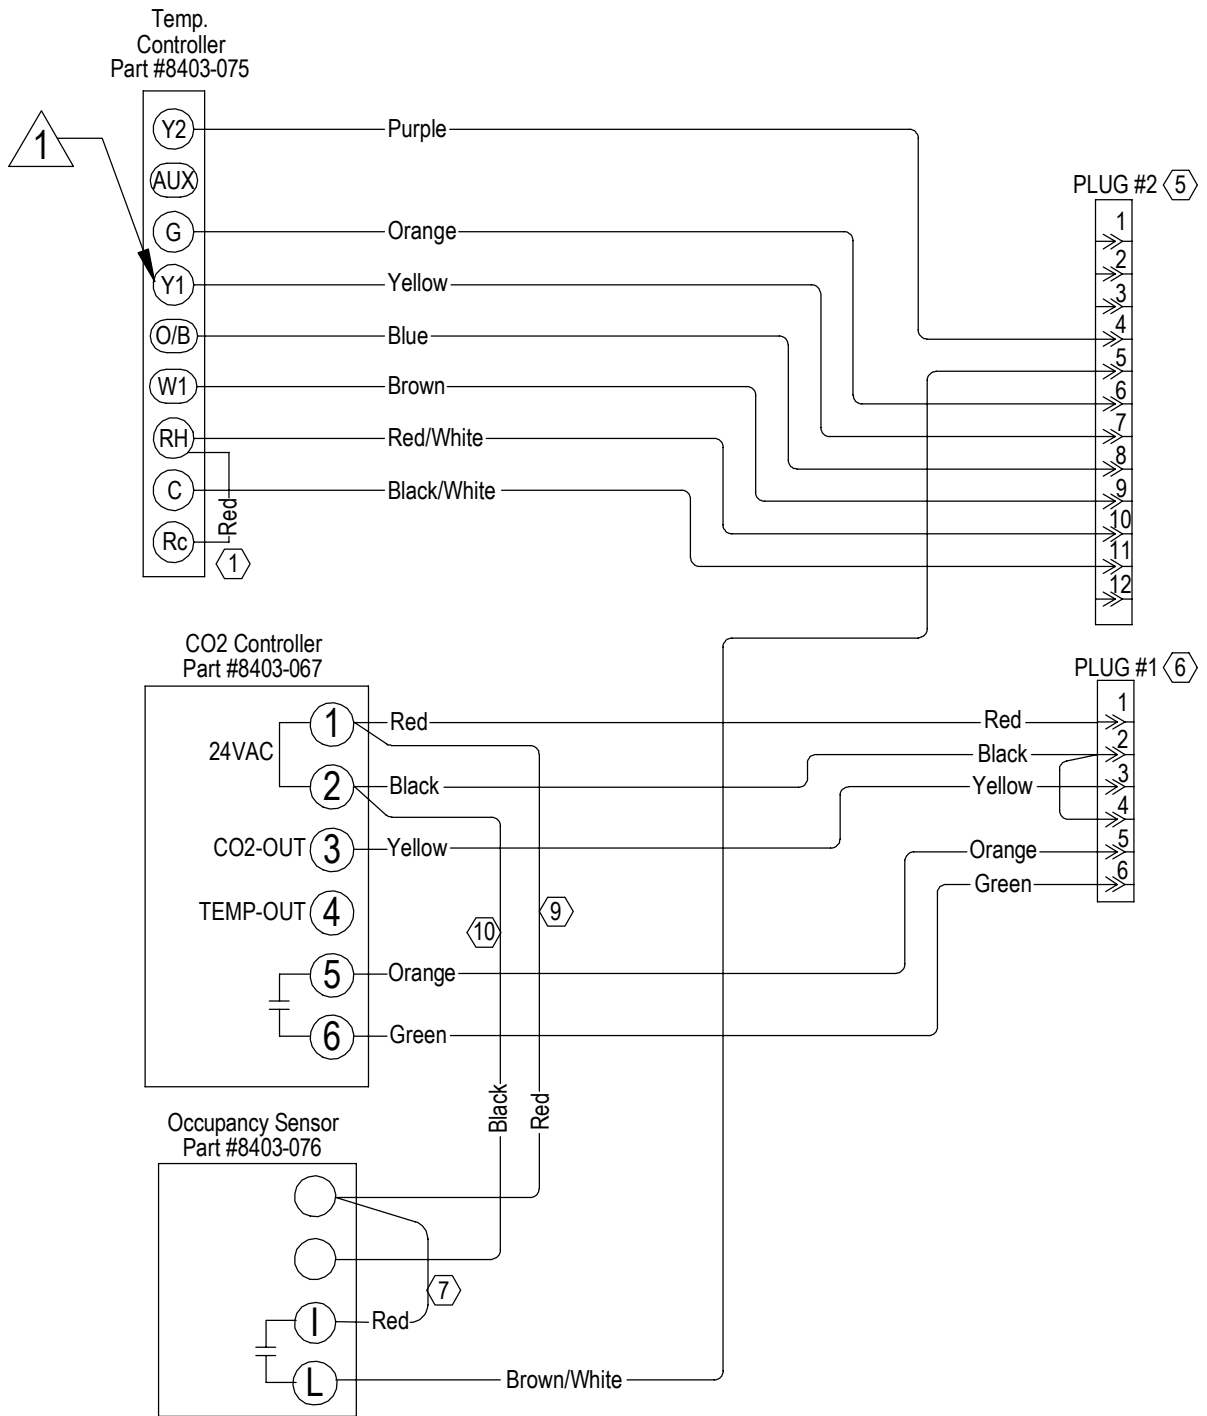 Temp.
Controller
Part #8403-075
1
Y2
Purple
AUX
G
Orange
Y1
Yellow
O/B
Blue
W1
Brown
RH
Red/White
C
Black/White
Rc
Red
1
PLUG #2 5
1
2
3
4
5
6
7
8
9
10
11
12
CO2 Controller
Part #8403-067
24VAC
1
Red
2
Black
CO2-OUT 3
Yellow
TEMP-OUT 4
5
Orange
6
Green
PLUG #1 6
Red
1
Black
2
Yellow
3
4
Orange
5
Green
6
10
9
Black
Red
Occupancy Sensor
Part #8403-076
7
I
Red
L
Brown/White